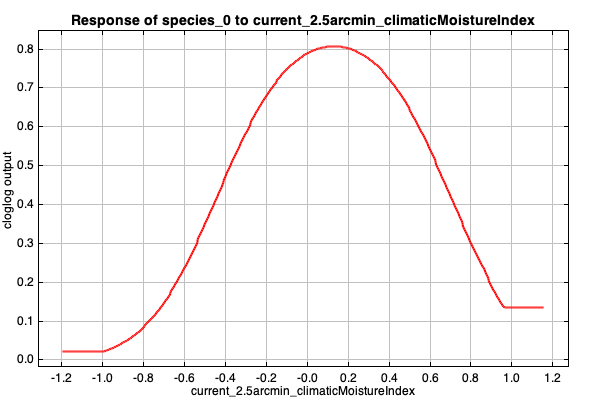 Response of species_0 to current_2.5arcmin_climaticMoistureIndex
0.8
0.7
0.6
0.5
0.4
0.3
0.2
0.1
0.0
cloglog output
-1.2 -1.0 -0.8 -0.6 -0.4 -0.2 -0.0 0.2 0.4 0.6 0.8 1.0 1.2
current_2.5arcmin_climaticMoistureIndex